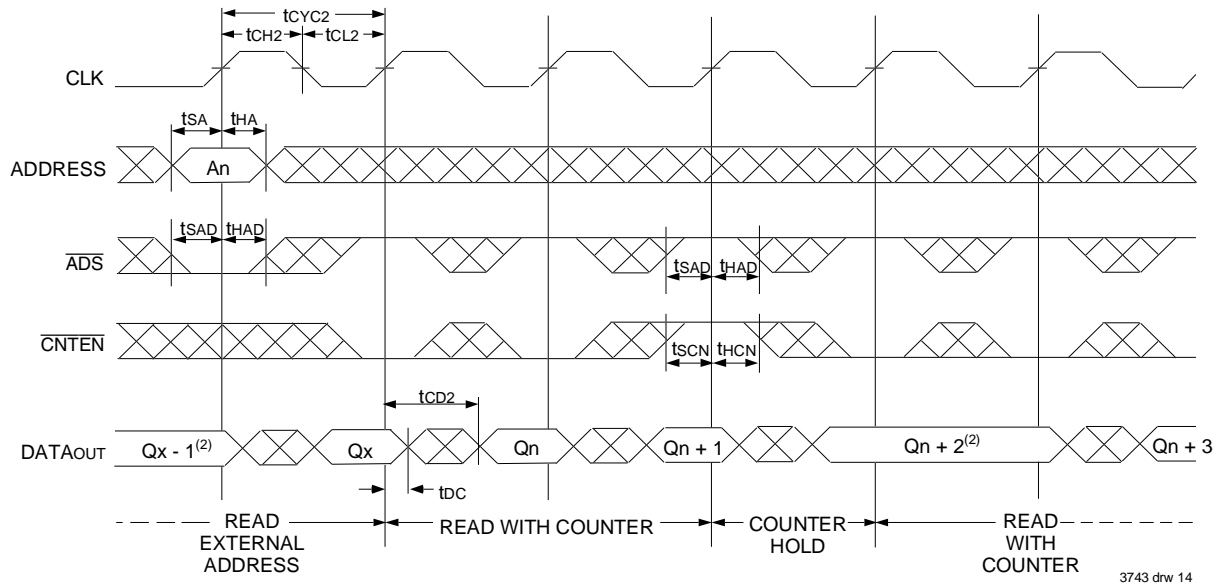 tCYC2
tCH2 tCL2
CLK
tSA tHA
ADDRESS An
tSAD tHAD
ADS tSAD tHAD
CNTEN
tSCN tHCN
tCD2
DATAOUT Qx - 1(2) Qx Qn Qn + 1 Qn + 2(2) Qn + 3
tDC
READ EXTERNAL ADDRESS
READ WITH COUNTER
COUNTER HOLD
READ WITH COUNTER
3743 drw 14